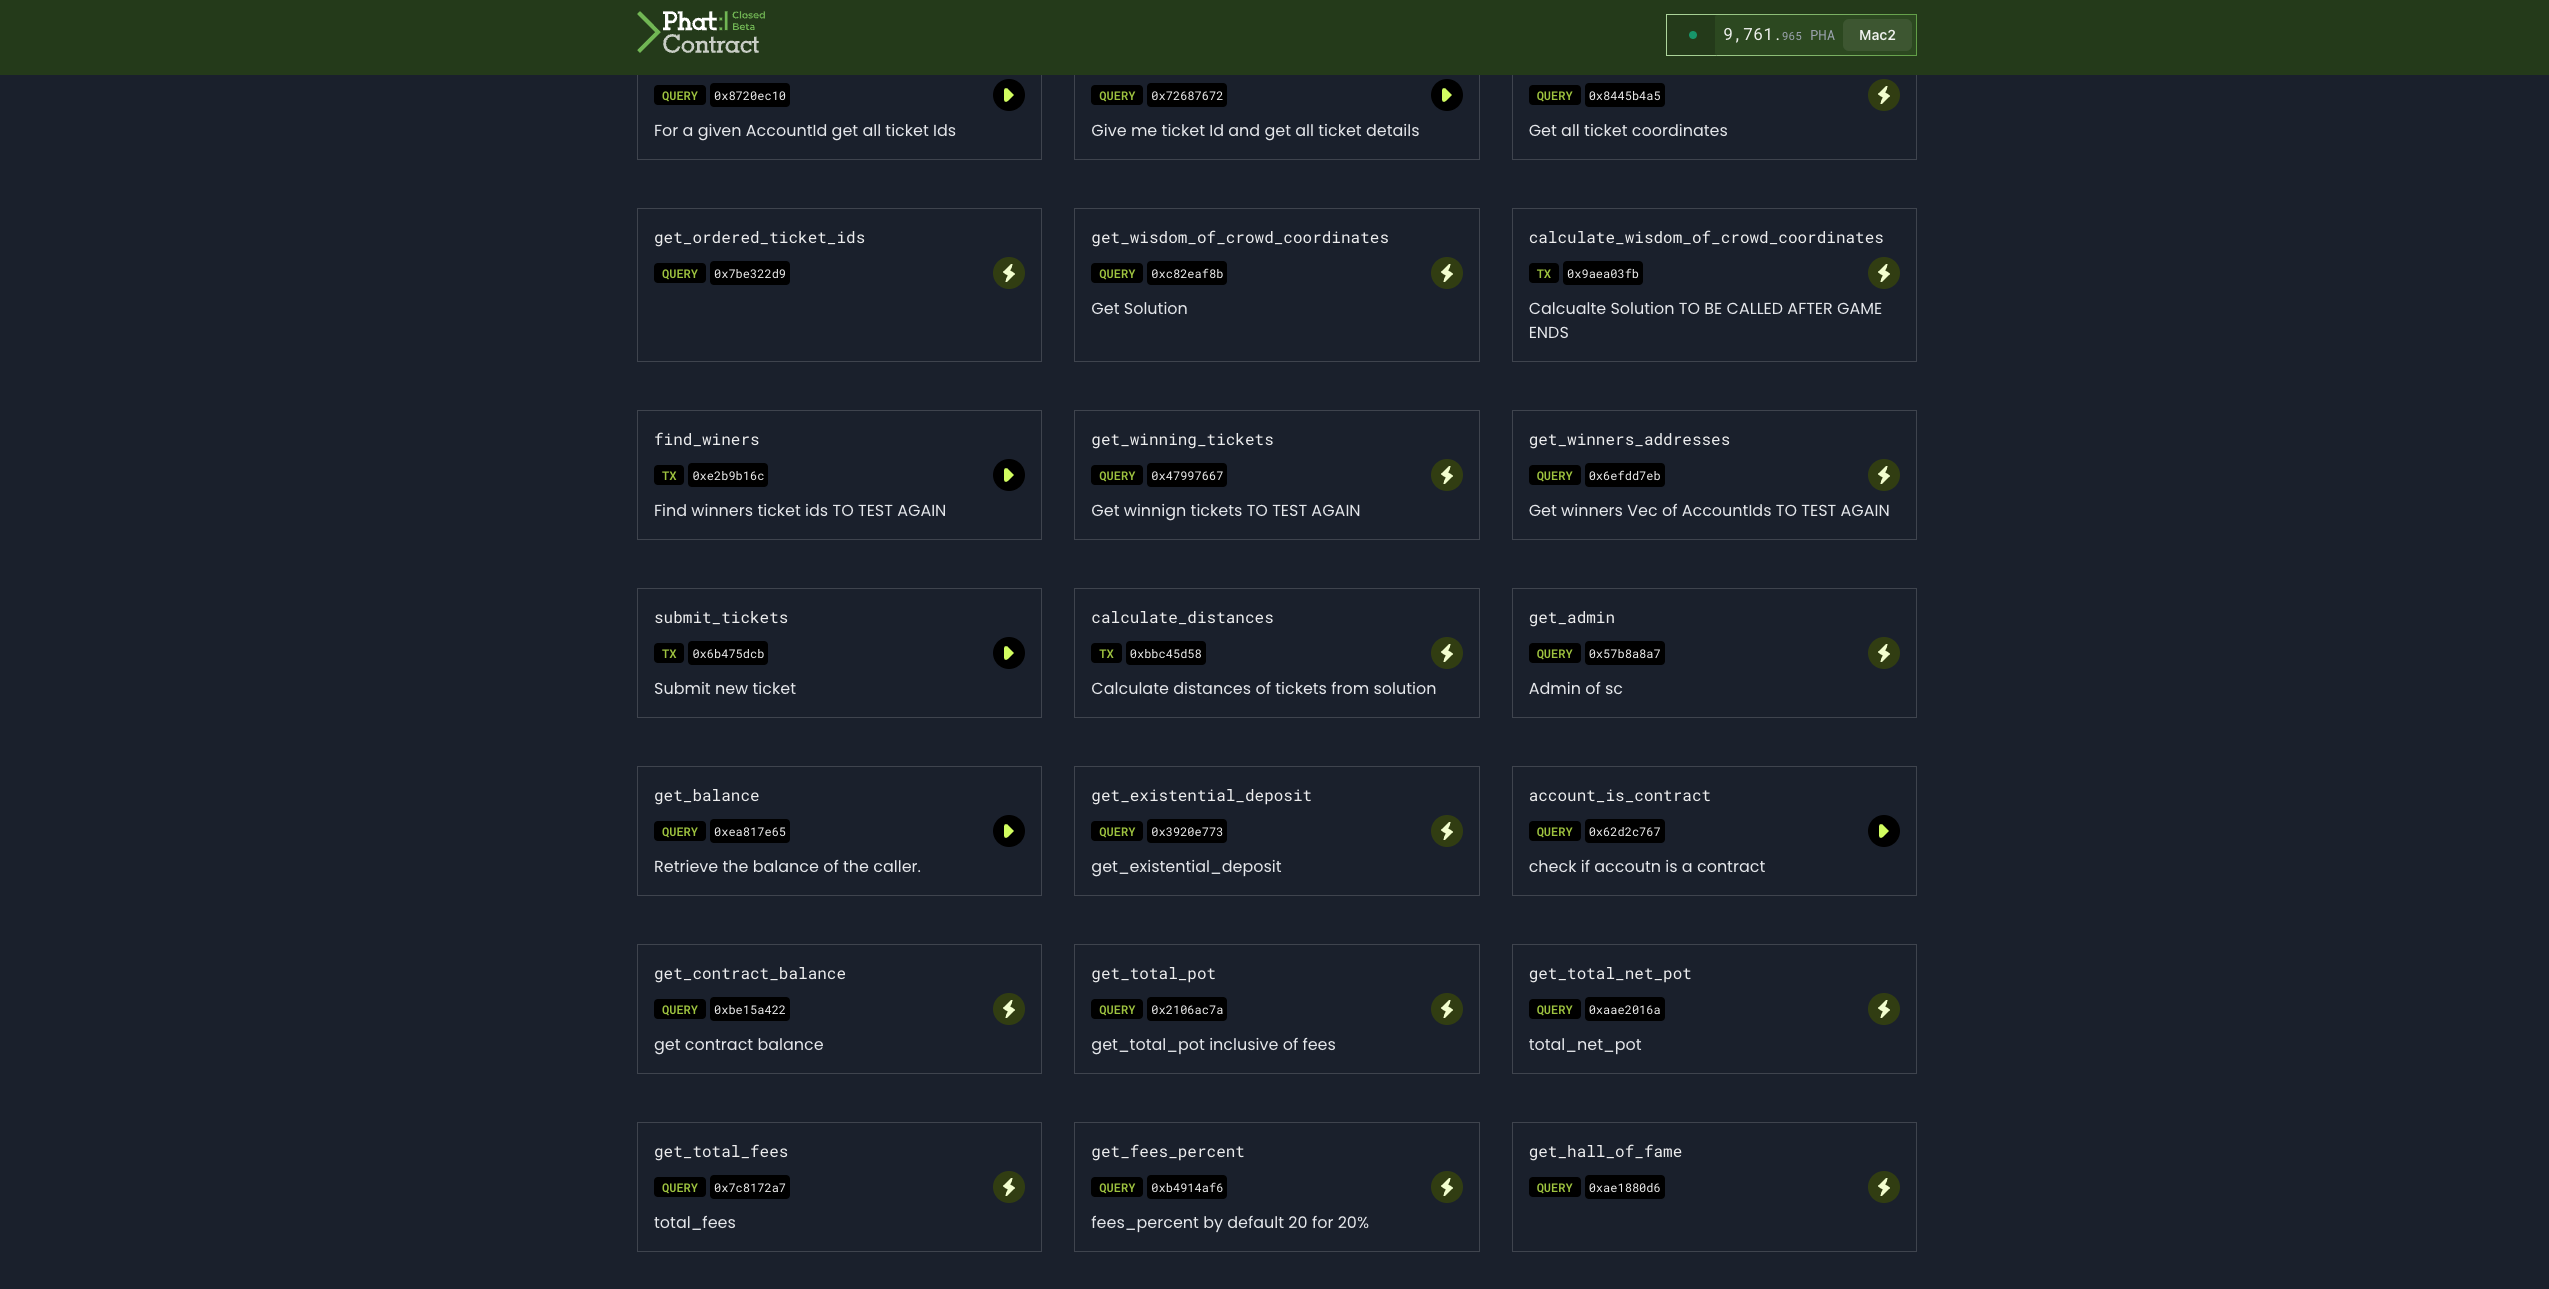 Phat Closed
Contract Beta
9,761.965 PHA Mac2
QUERY 0x8720ec10
For a given AccountId get all ticket Ids
QUERY 0x72687672
Give me ticket Id and get all ticket details
QUERY 0x8445b4a5
Get all ticket coordinates
get_ordered_ticket_ids
QUERY 0x7be322d9
get_wisdom_of_crowd_coordinates
QUERY 0xc82eaf8b
Get Solution
calculate_wisdom_of_crowd_coordinates
TX 0x9aea03fb
Calcualte Solution TO BE CALLED AFTER GAME
ENDS
find_winers
TX 0xe2b9b16c
Find winners ticket ids TO TEST AGAIN
get_winning_tickets
QUERY 0x47997667
Get winnign tickets TO TEST AGAIN
get_winners_addresses
QUERY 0x6efdd7eb
Get winners Vec of AccountIds TO TEST AGAIN
submit_tickets
TX 0x6b475dcb
Submit new ticket
calculate_distances
TX 0xbbc45d58
Calculate distances of tickets from solution
get_admin
QUERY 0x57b8a8a7
Admin of sc
get_balance
QUERY 0xea817e65
Retrieve the balance of the caller.
get_existential_deposit
QUERY 0x3920e773
get_existential_deposit
account_is_contract
QUERY 0x62d2c767
check if accoutn is a contract
get_contract_balance
QUERY 0xbe15a422
get contract balance
get_total_pot
QUERY 0x2106ac7a
get_total_pot inclusive of fees
get_total_net_pot
QUERY 0xaae2016a
total_net_pot
get_total_fees
QUERY 0x7c8172a7
total_fees
get_fees_percent
QUERY 0xb4914af6
fees_percent by default 20 for 20%
get_hall_of_fame
QUERY 0xae1880d6